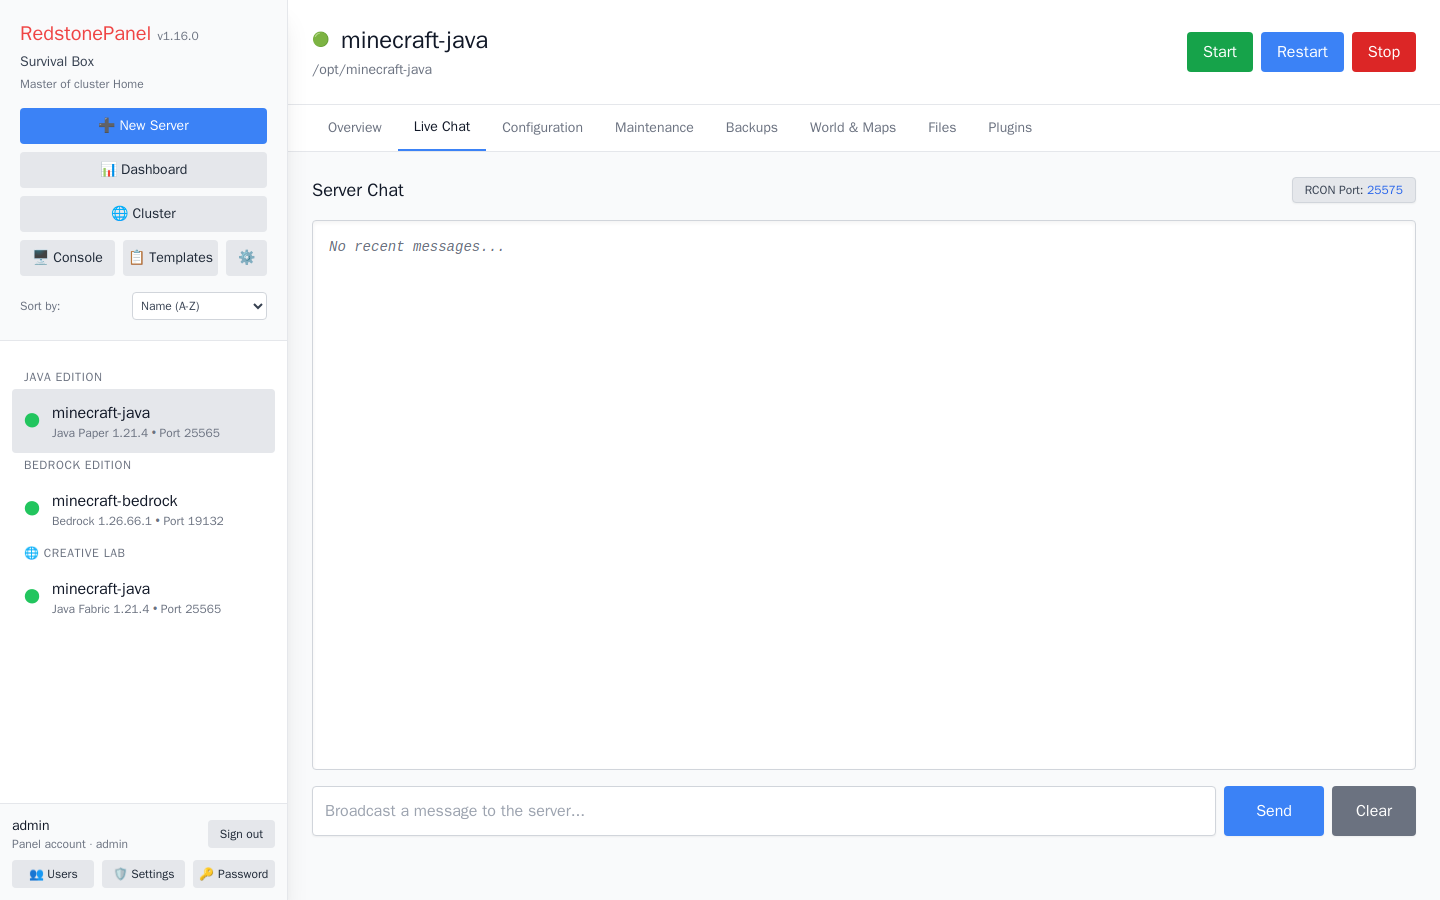 RedstonePanel v1.16.0
Survival Box
Master of cluster Home
➕ New Server
📊 Dashboard
🌐 Cluster
🖥️ Console
📋 Templates
⚙️
Sort by:
Name (A-Z)
JAVA EDITION
minecraft-java
Java Paper 1.21.4 • Port 25565
BEDROCK EDITION
minecraft-bedrock
Bedrock 1.26.66.1 • Port 19132
🌐 CREATIVE LAB
minecraft-java
Java Fabric 1.21.4 • Port 25565
admin
Panel account · admin
Sign out
👥 Users
🛡️ Settings
🔑 Password
minecraft-java
/opt/minecraft-java
Start
Restart
Stop
Overview
Live Chat
Configuration
Maintenance
Backups
World & Maps
Files
Plugins
Server Chat
RCON Port: 25575
No recent messages...
Broadcast a message to the server...
Send
Clear